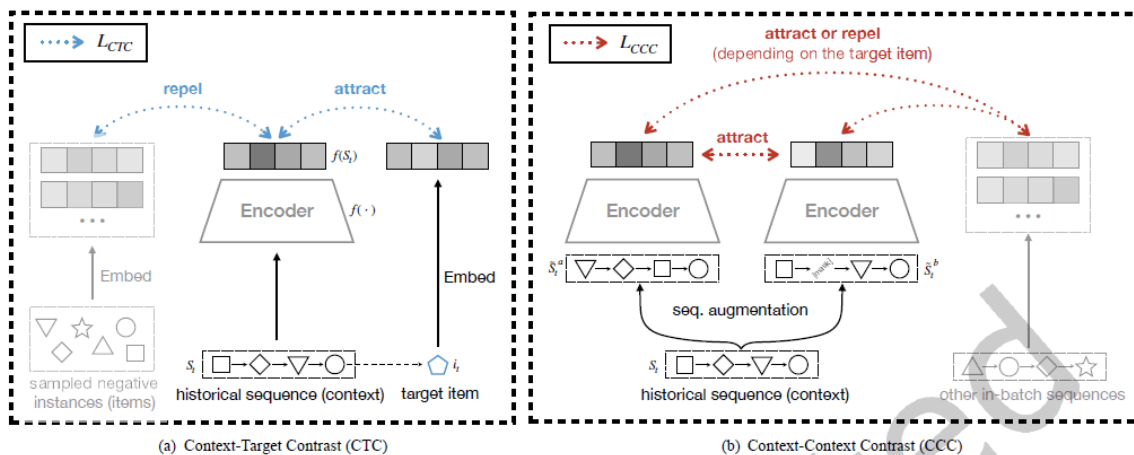 L_CTC
repel
attract
f(S_t)
Encoder
f(·)
Embed
Embed
S_t
i_t
sampled negative
instances (items)
historical sequence (context)
target item
(a) Context-Target Contrast (CTC)
L_CCC
attract or repel
(depending on the target item)
attract
Encoder
Encoder
S̃_t^a
[mask]
S̃_t^b
seq. augmentation
S_t
historical sequence (context)
other in-batch sequences
(b) Context-Context Contrast (CCC)